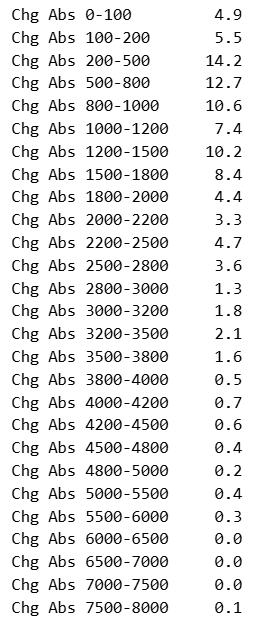 Chg Abs 0-100 4.9
Chg Abs 100-200 5.5
Chg Abs 200-500 14.2
Chg Abs 500-800 12.7
Chg Abs 800-1000 10.6
Chg Abs 1000-1200 7.4
Chg Abs 1200-1500 10.2
Chg Abs 1500-1800 8.4
Chg Abs 1800-2000 4.4
Chg Abs 2000-2200 3.3
Chg Abs 2200-2500 4.7
Chg Abs 2500-2800 3.6
Chg Abs 2800-3000 1.3
Chg Abs 3000-3200 1.8
Chg Abs 3200-3500 2.1
Chg Abs 3500-3800 1.6
Chg Abs 3800-4000 0.5
Chg Abs 4000-4200 0.7
Chg Abs 4200-4500 0.6
Chg Abs 4500-4800 0.4
Chg Abs 4800-5000 0.2
Chg Abs 5000-5500 0.4
Chg Abs 5500-6000 0.3
Chg Abs 6000-6500 0.0
Chg Abs 6500-7000 0.0
Chg Abs 7000-7500 0.0
Chg Abs 7500-8000 0.1